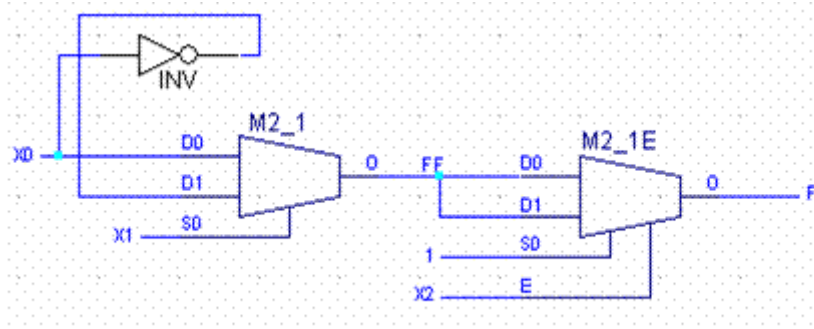 INV
M2_1
X0 D0
D1
X1 S0
O FF
M2_1E
D0
D1
1 S0
X2 E
O F